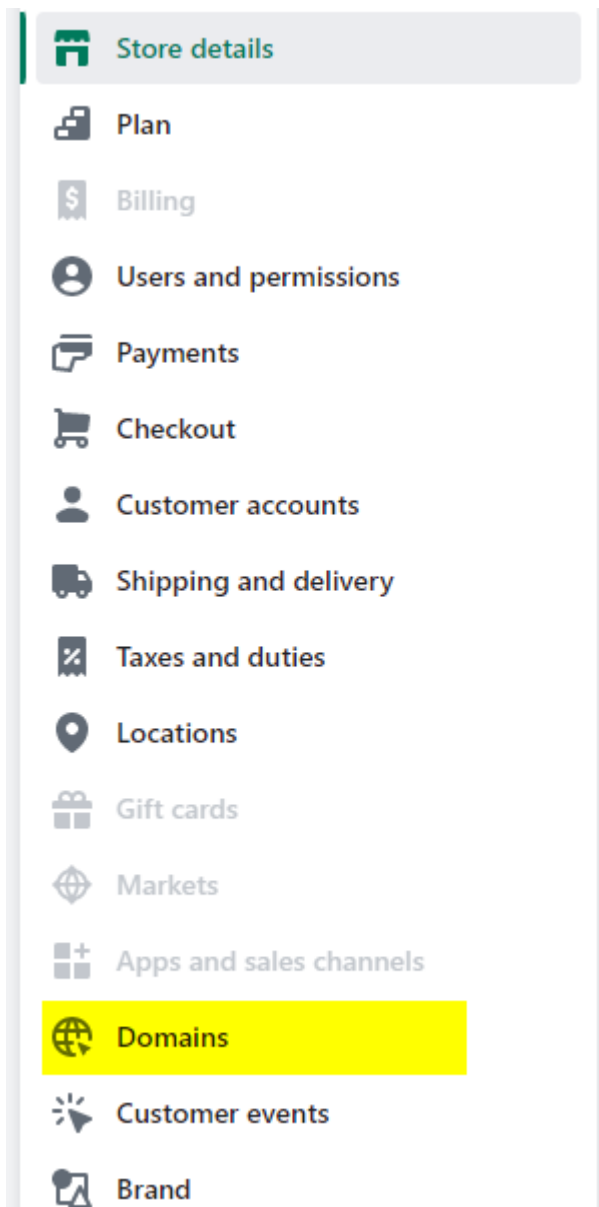 Store details
Plan
Billing
Users and permissions
Payments
Checkout
Customer accounts
Shipping and delivery
Taxes and duties
Locations
Gift cards
Markets
Apps and sales channels
Domains
Customer events
Brand